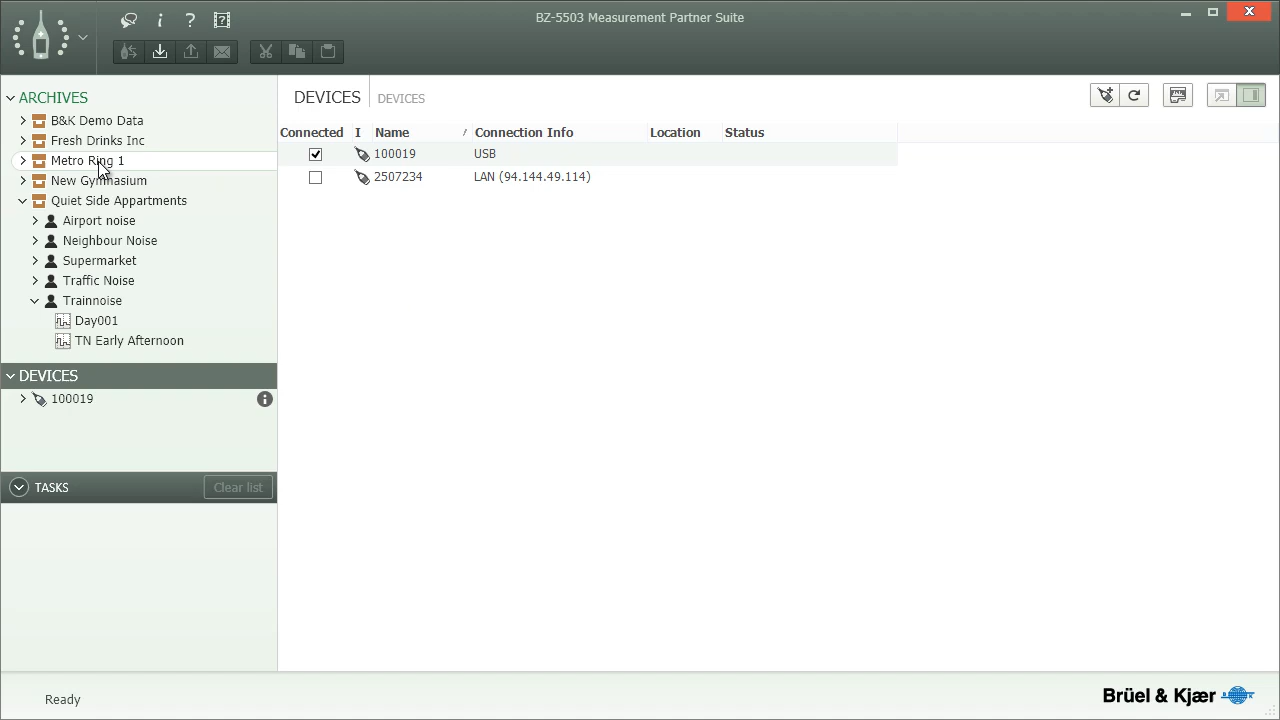 BZ-5503 Measurement Partner Suite
ARCHIVES
B&K Demo Data
Fresh Drinks Inc
Metro Ring 1
New Gymnasium
Quiet Side Appartments
Airport noise
Neighbour Noise
Supermarket
Traffic Noise
Trainnoise
Day001
TN Early Afternoon
DEVICES
100019
TASKS
Clear list
DEVICES DEVICES
Connected I Name / Connection Info Location Status
100019 USB
2507234 LAN (94.144.49.114)
Ready
Brüel & Kjær